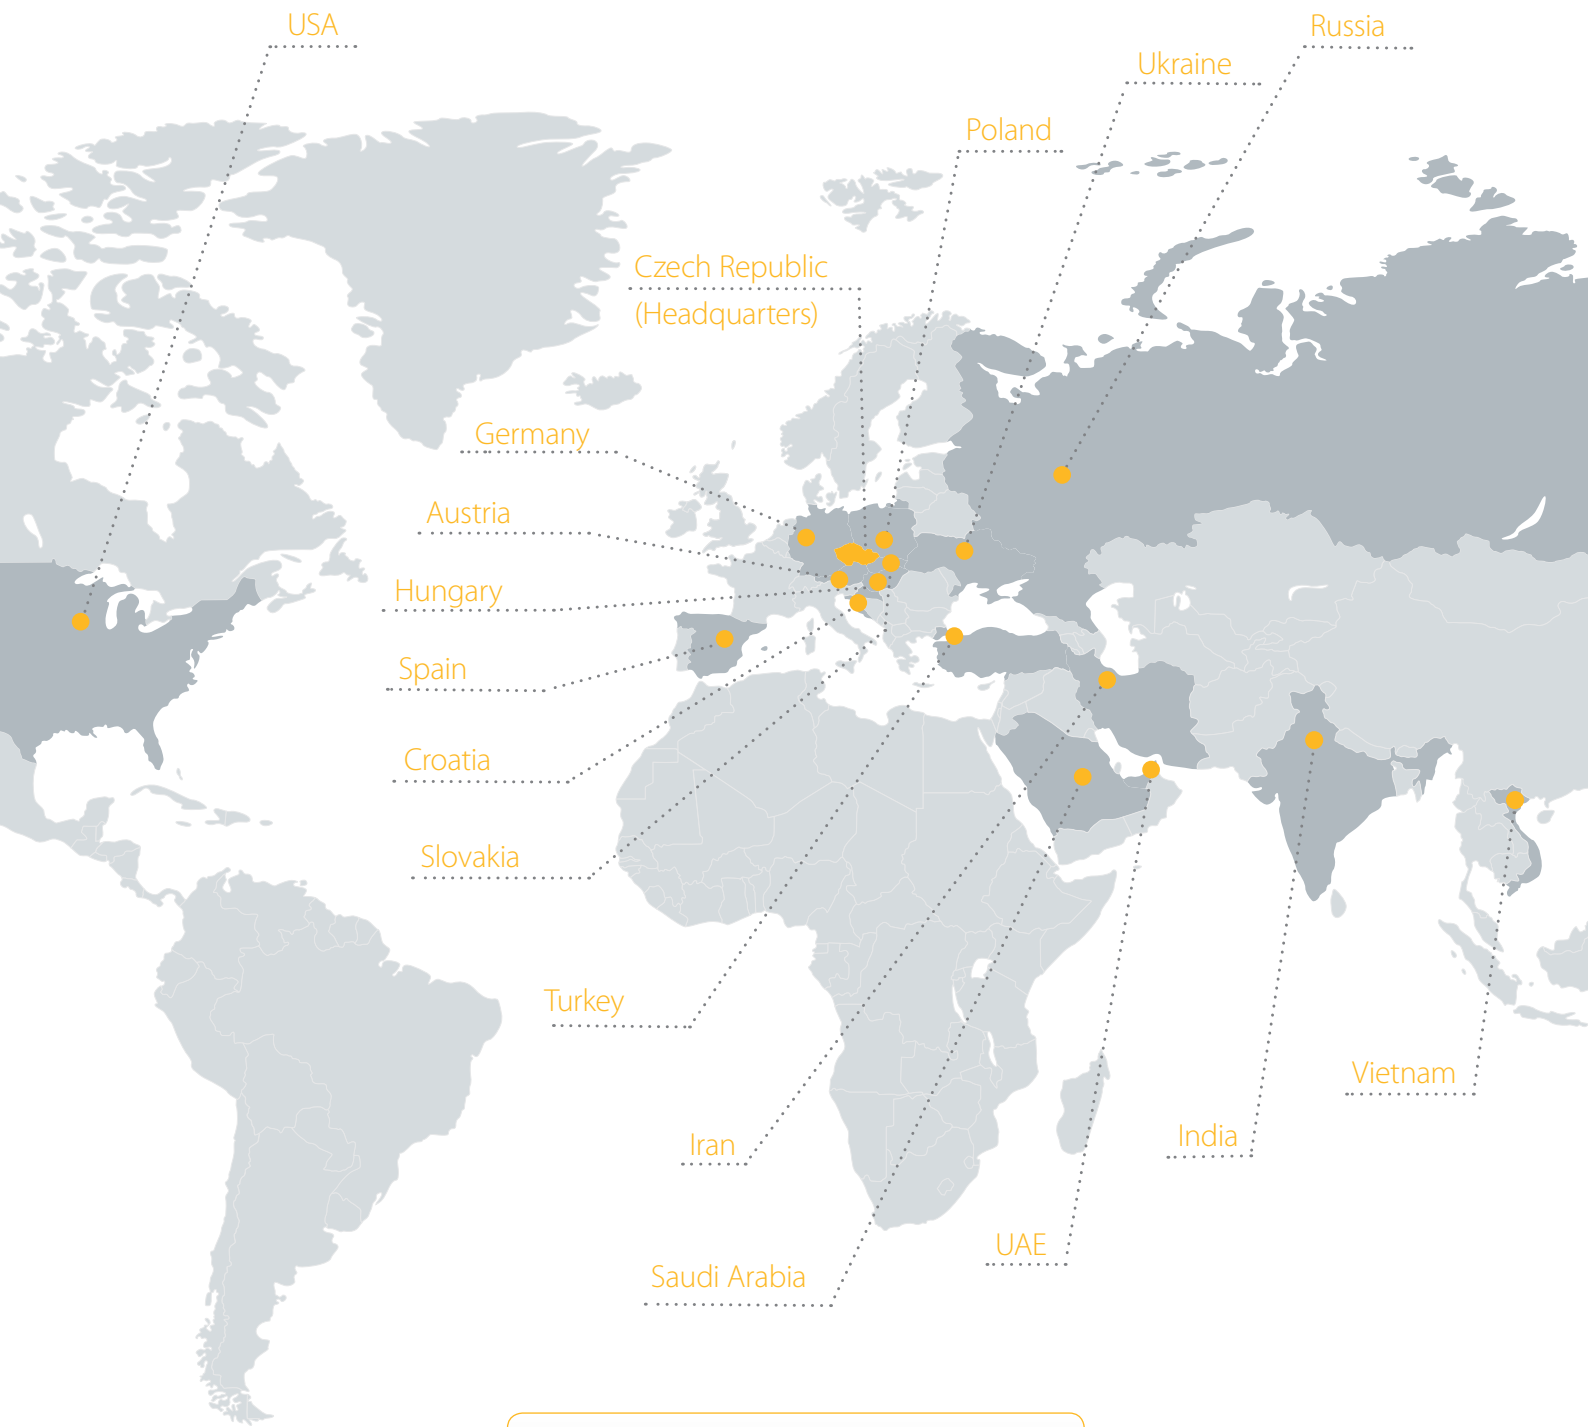 USA
Russia
Ukraine
Poland
Czech Republic
(Headquarters)
Germany
Austria
Hungary
Spain
Croatia
Slovakia
Turkey
Vietnam
India
Iran
UAE
Saudi Arabia